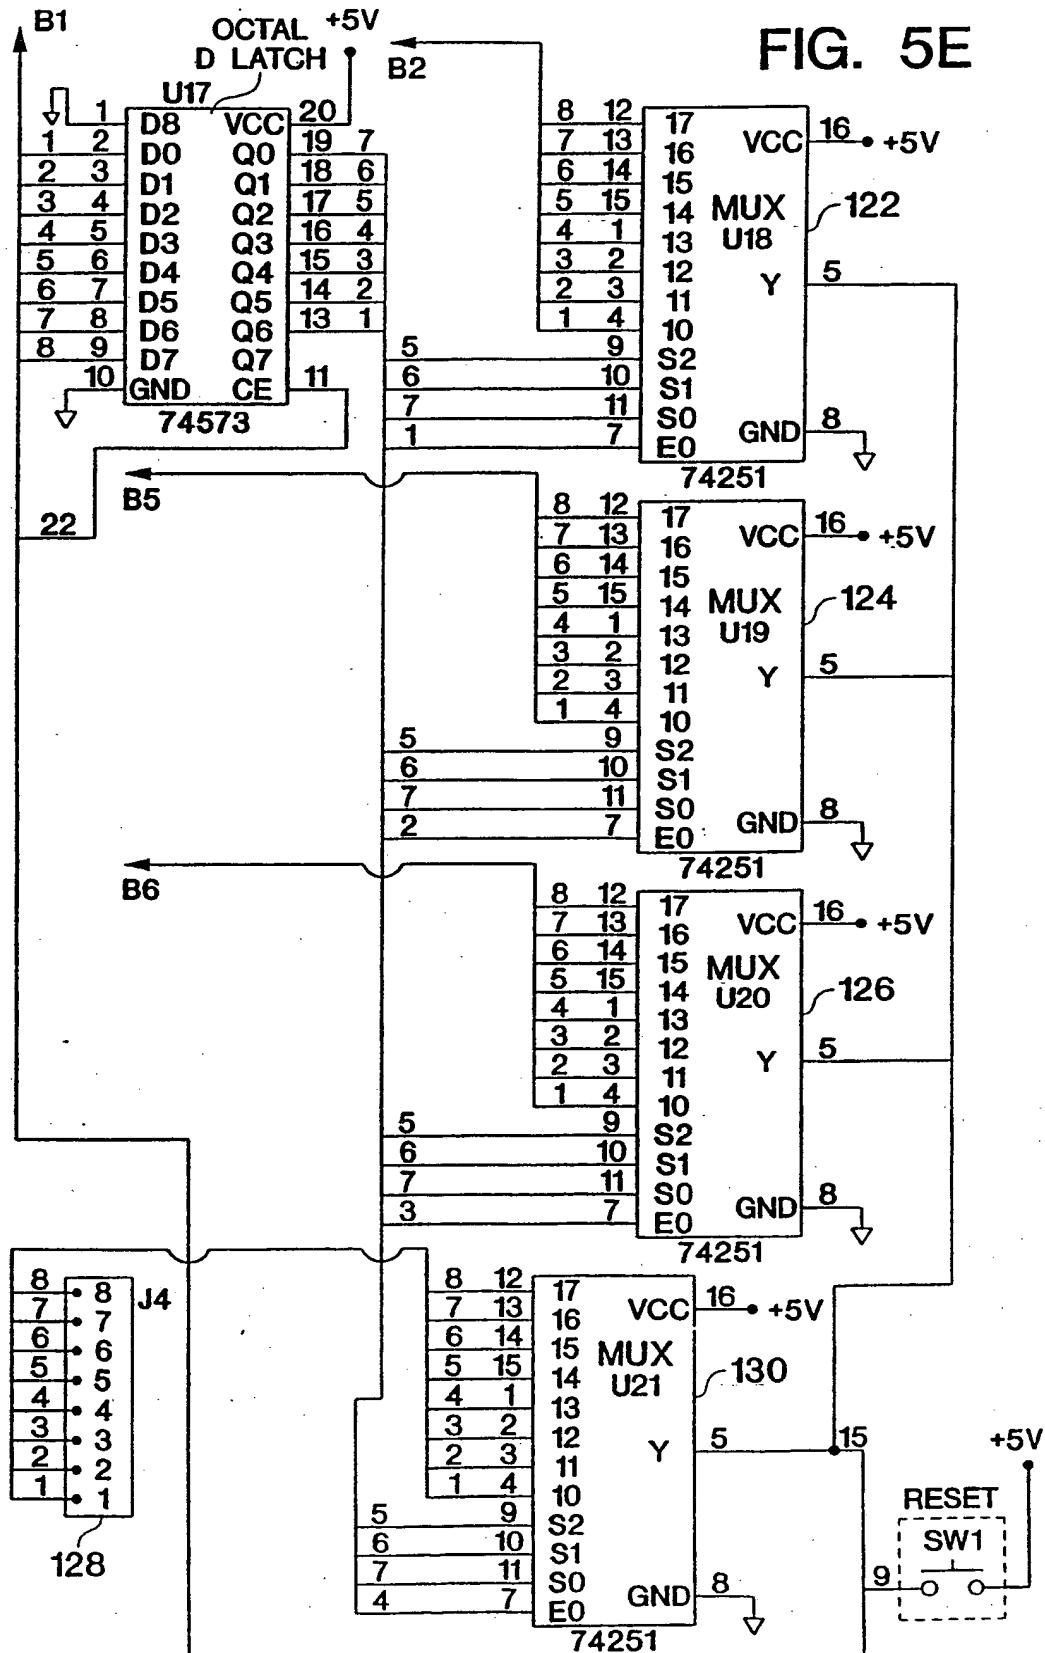 B1
OCTAL
D LATCH
+5V
B2
FIG. 5E
U17
1 D8 VCC 20
1 2 D0 Q0 19 7
2 3 D1 Q1 18 6
3 4 D2 Q2 17 5
4 5 D3 Q3 16 4
5 6 D4 Q4 15 3
6 7 D5 Q5 14 2
7 8 D6 Q6 13 1
8 9 D7 Q7
10 GND CE 11
74573
22
8 12 17 VCC 16 +5V
7 13 16
6 14 15
5 15 14 MUX 122
4 1 13 U18
3 2 12 Y 5
2 3 11
1 4 10
5 9 S2
6 10 S1
7 11 S0 GND 8
1 7 E0
74251
B5
8 12 17 VCC 16 +5V
7 13 16
6 14 15
5 15 14 MUX 124
4 1 13 U19
3 2 12 Y 5
2 3 11
1 4 10
5 9 S2
6 10 S1
7 11 S0 GND 8
2 7 E0
74251
B6
8 12 17 VCC 16 +5V
7 13 16
6 14 15 MUX
5 15 14 U20 126
4 1 13
3 2 12 Y 5
2 3 11
1 4 10
5 9 S2
6 10 S1
7 11 S0 GND 8
3 7 E0
74251
8 8 J4
7 7
6 6
5 5
4 4
3 3
2 2
1 1
128
8 12 17 VCC 16 +5V
7 13 16
6 14 15 MUX
5 15 14 U21 130
4 1 13
3 2 12 Y 5 15
2 3 11
1 4 10
5 9 S2
6 10 S1
7 11 S0 GND 8
4 7 E0
74251
+5V
RESET
SW1
9